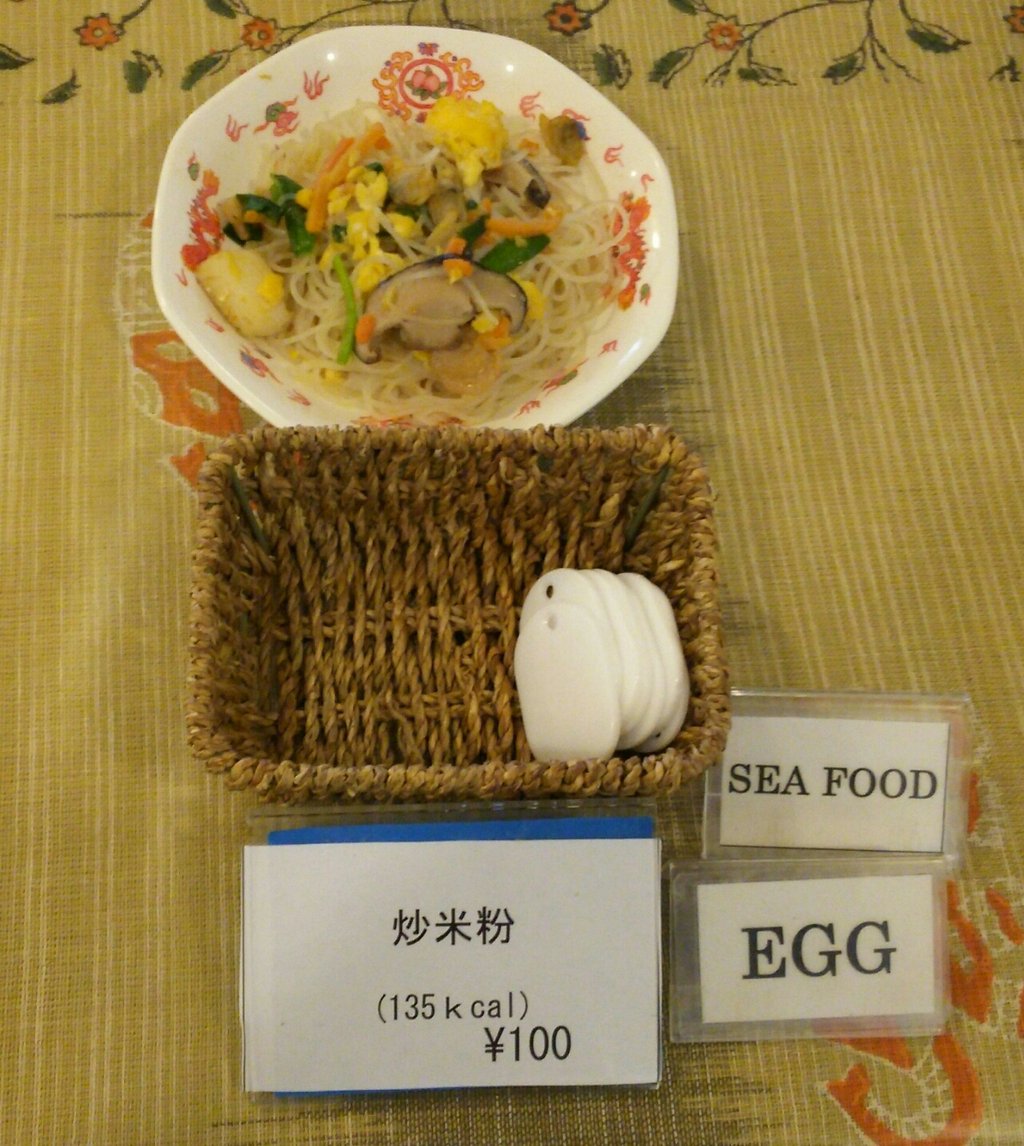 SEA FOOD
EGG
炒米粉
(135kcal)
¥100